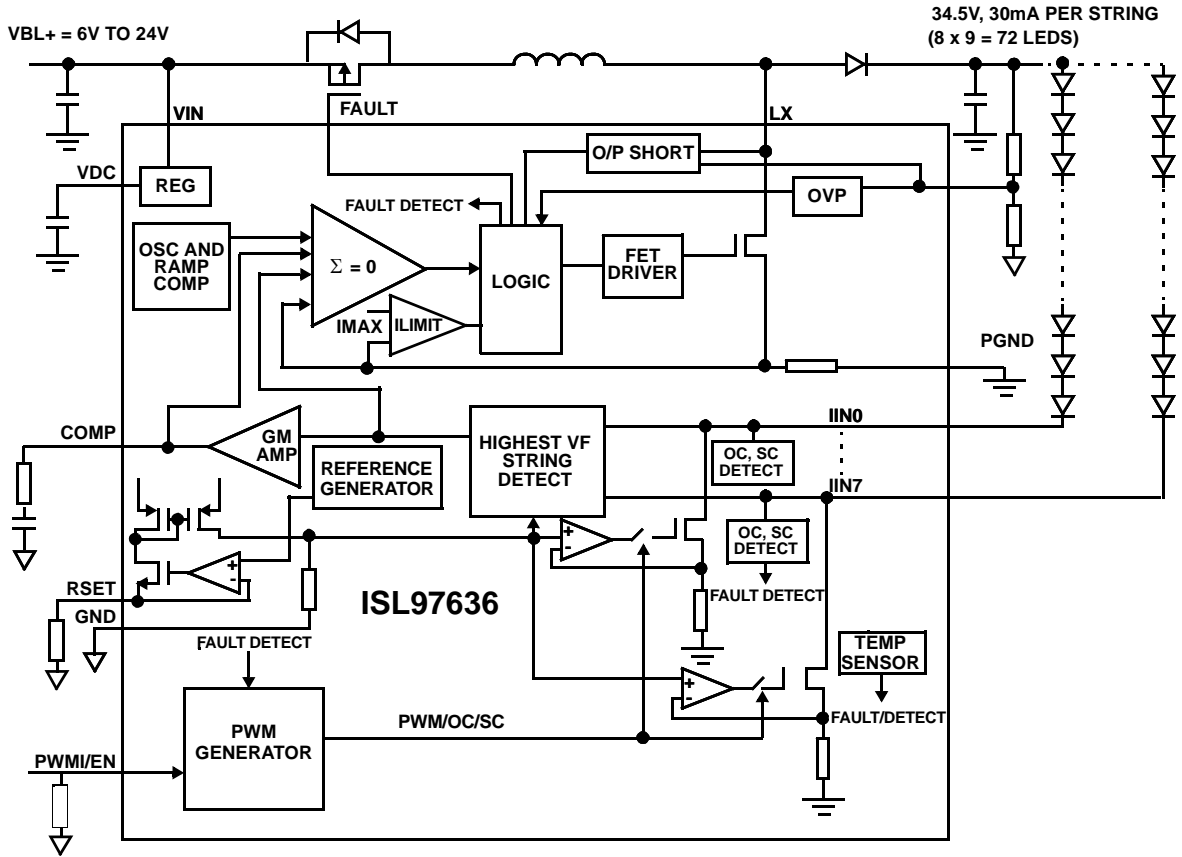 34.5V, 30mA PER STRING
(8 x 9 = 72 LEDS)
VBL+ = 6V TO 24V
FAULT
VIN
LX
O/P SHORT
VDC
REG
OVP
FAULT DETECT
OSC AND
RAMP
COMP
Σ = 0
LOGIC
FET
DRIVER
IMAX
ILIMIT
PGND
IIN0
COMP
GM
AMP
HIGHEST VF
STRING
DETECT
OC, SC
DETECT
REFERENCE
GENERATOR
IIN7
+
-
OC, SC
DETECT
+
-
RSET
GND
ISL97636
FAULT DETECT
FAULT DETECT
TEMP
SENSOR
+
-
FAULT/DETECT
PWM/OC/SC
PWM
GENERATOR
PWMI/EN